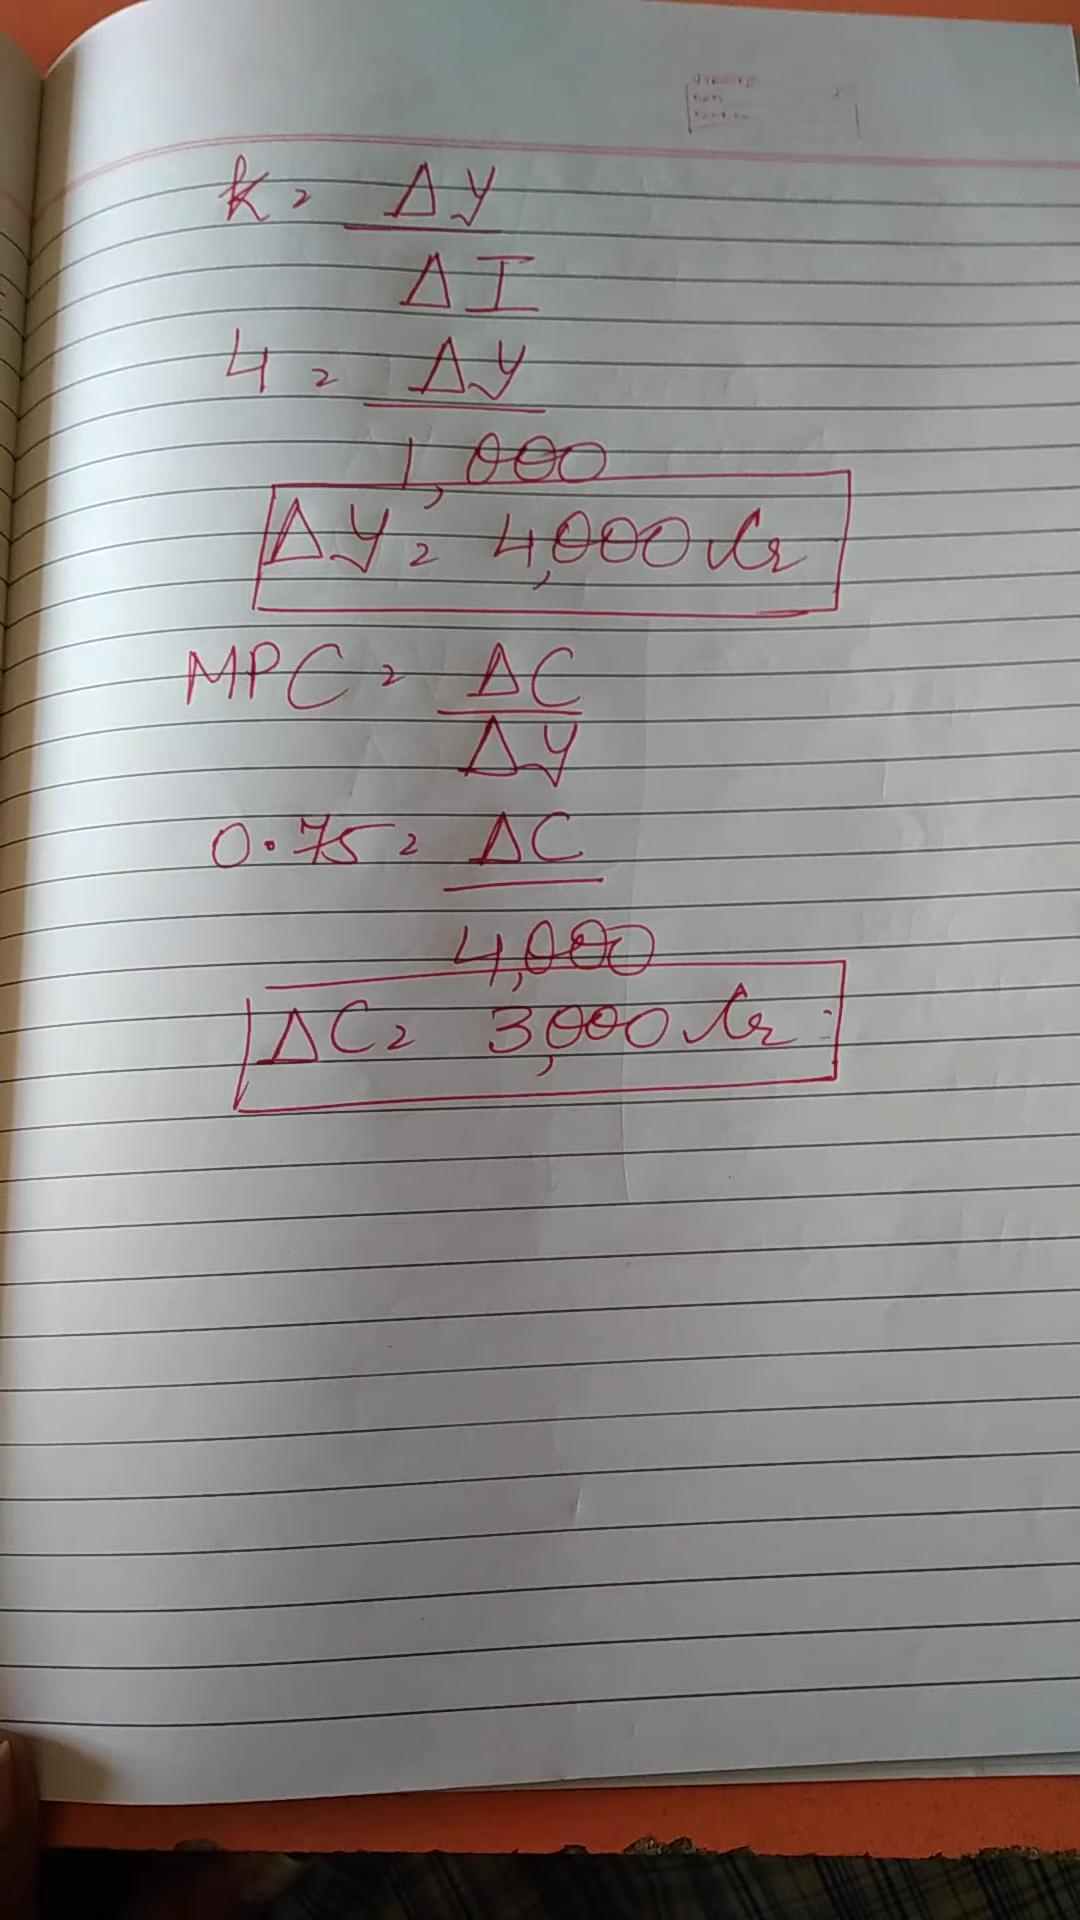 K = ΔY
ΔI
4 = ΔY
1,000
ΔY = 4,000 Cr
MPC = ΔC
ΔY
0.75 = ΔC
4,000
ΔC = 3,000 Cr